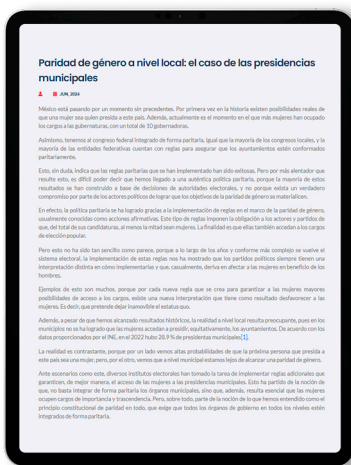 Paridad de género a nivel local: el caso de las presidencias
municipales
JUN, 2024
México está pasando por un momento sin precedentes. Por primera vez en la historia existen posibilidades reales de
que una mujer sea quien presida a este país. Además, actualmente es el momento en el que más mujeres han ocupado
los cargos a las gubernaturas, con un total de 10 gobernadoras.
Asimismo, tenemos al congreso federal integrado de forma paritaria, igual que la mayoría de los congresos locales, y la
mayoría de las entidades federativas cuentan con reglas para asegurar que los ayuntamientos estén conformados
paritariamente.
Esto, sin duda, indica que las reglas paritarias que se han implementado han sido exitosas. Pero por más alentador que
resulte esto, es difícil poder decir que hemos llegado a una auténtica política paritaria, porque la mayoría de estos
resultados se han construido a base de decisiones de autoridades electorales, y no porque exista un verdadero
compromiso por parte de los actores políticos de lograr que los objetivos de la paridad de género se materialicen.
En efecto, la política paritaria se ha logrado gracias a la implementación de reglas en el marco de la paridad de género,
usualmente conocidas como acciones afirmativas. Este tipo de reglas imponen la obligación a los actores y partidos de
que, del total de sus candidaturas, al menos la mitad sean mujeres. La finalidad es que ellas también accedan a los cargos
de elección popular.
Pero esto no ha sido tan sencillo como parece, porque a lo largo de los años y conforme más complejo se vuelve el
sistema electoral, la implementación de estas reglas nos ha mostrado que los partidos políticos siempre tienen una
interpretación distinta en cómo implementarlas y que, casualmente, deriva en afectar a las mujeres en beneficio de los
hombres.
Ejemplos de esto son muchos, porque por cada nueva regla que se crea para garantizar a las mujeres mayores
posibilidades de acceso a los cargos, existe una nueva interpretación que tiene como resultado desfavorecer a las
mujeres. Es decir, que pretende dejar inamovible el estatus quo.
Además, a pesar de que hemos alcanzado resultados históricos, la realidad a nivel local resulta preocupante, pues en los
municipios no se ha logrado que las mujeres accedan a presidir, equitativamente, los ayuntamientos. De acuerdo con los
datos proporcionados por el INE, en el 2022 hubo 28.9 % de presidentas municipales[1].
La realidad es contrastante, porque por un lado vemos altas probabilidades de que la próxima persona que presida a
este país sea una mujer, pero, por el otro, vemos que a nivel municipal estamos lejos de alcanzar una paridad de género.
Ante escenarios como este, diversos institutos electorales han tomado la tarea de implementar reglas adicionales que
garanticen, de mejor manera, el acceso de las mujeres a las presidencias municipales. Esto ha partido de la noción de
que, no basta integrar de forma paritaria los órganos municipales, sino que, además, resulta esencial que las mujeres
ocupen cargos de importancia y trascendencia. Pero, sobre todo, parte de la noción de lo que hemos entendido como el
principio constitucional de paridad en todo, que exige que todos los órganos de gobierno en todos los niveles estén
integrados de forma paritaria.